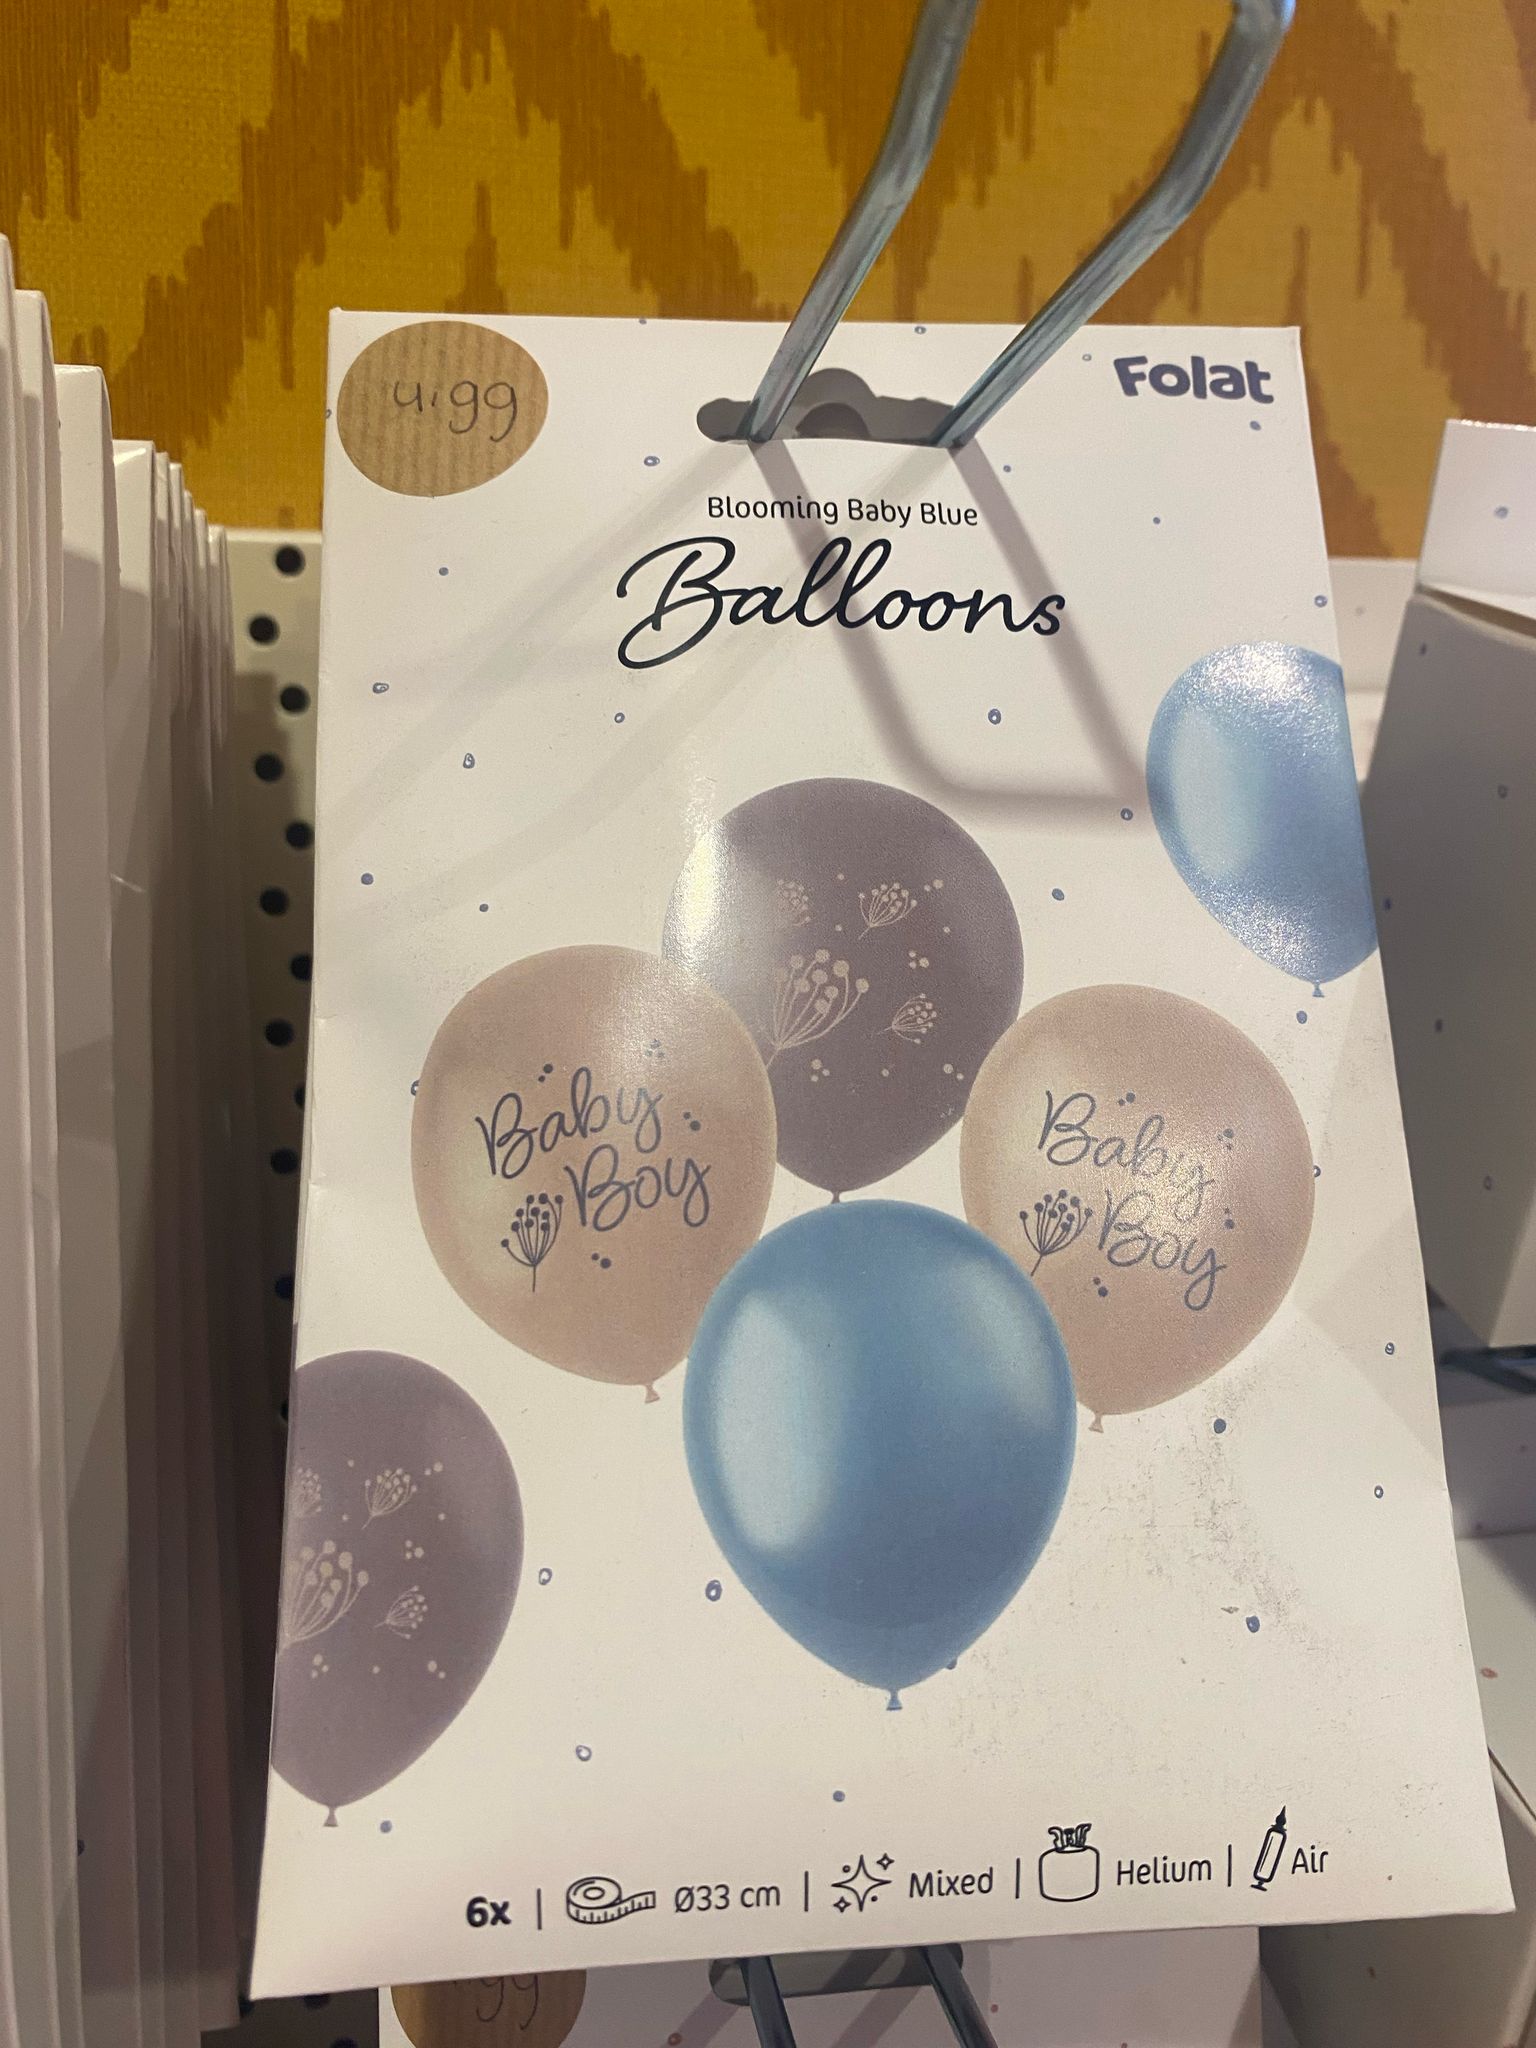 4.99
Folat
Blooming Baby Blue
Balloons
Baby
Boy
Baby
Boy
6x | Ø33 cm | Mixed | Helium | Air